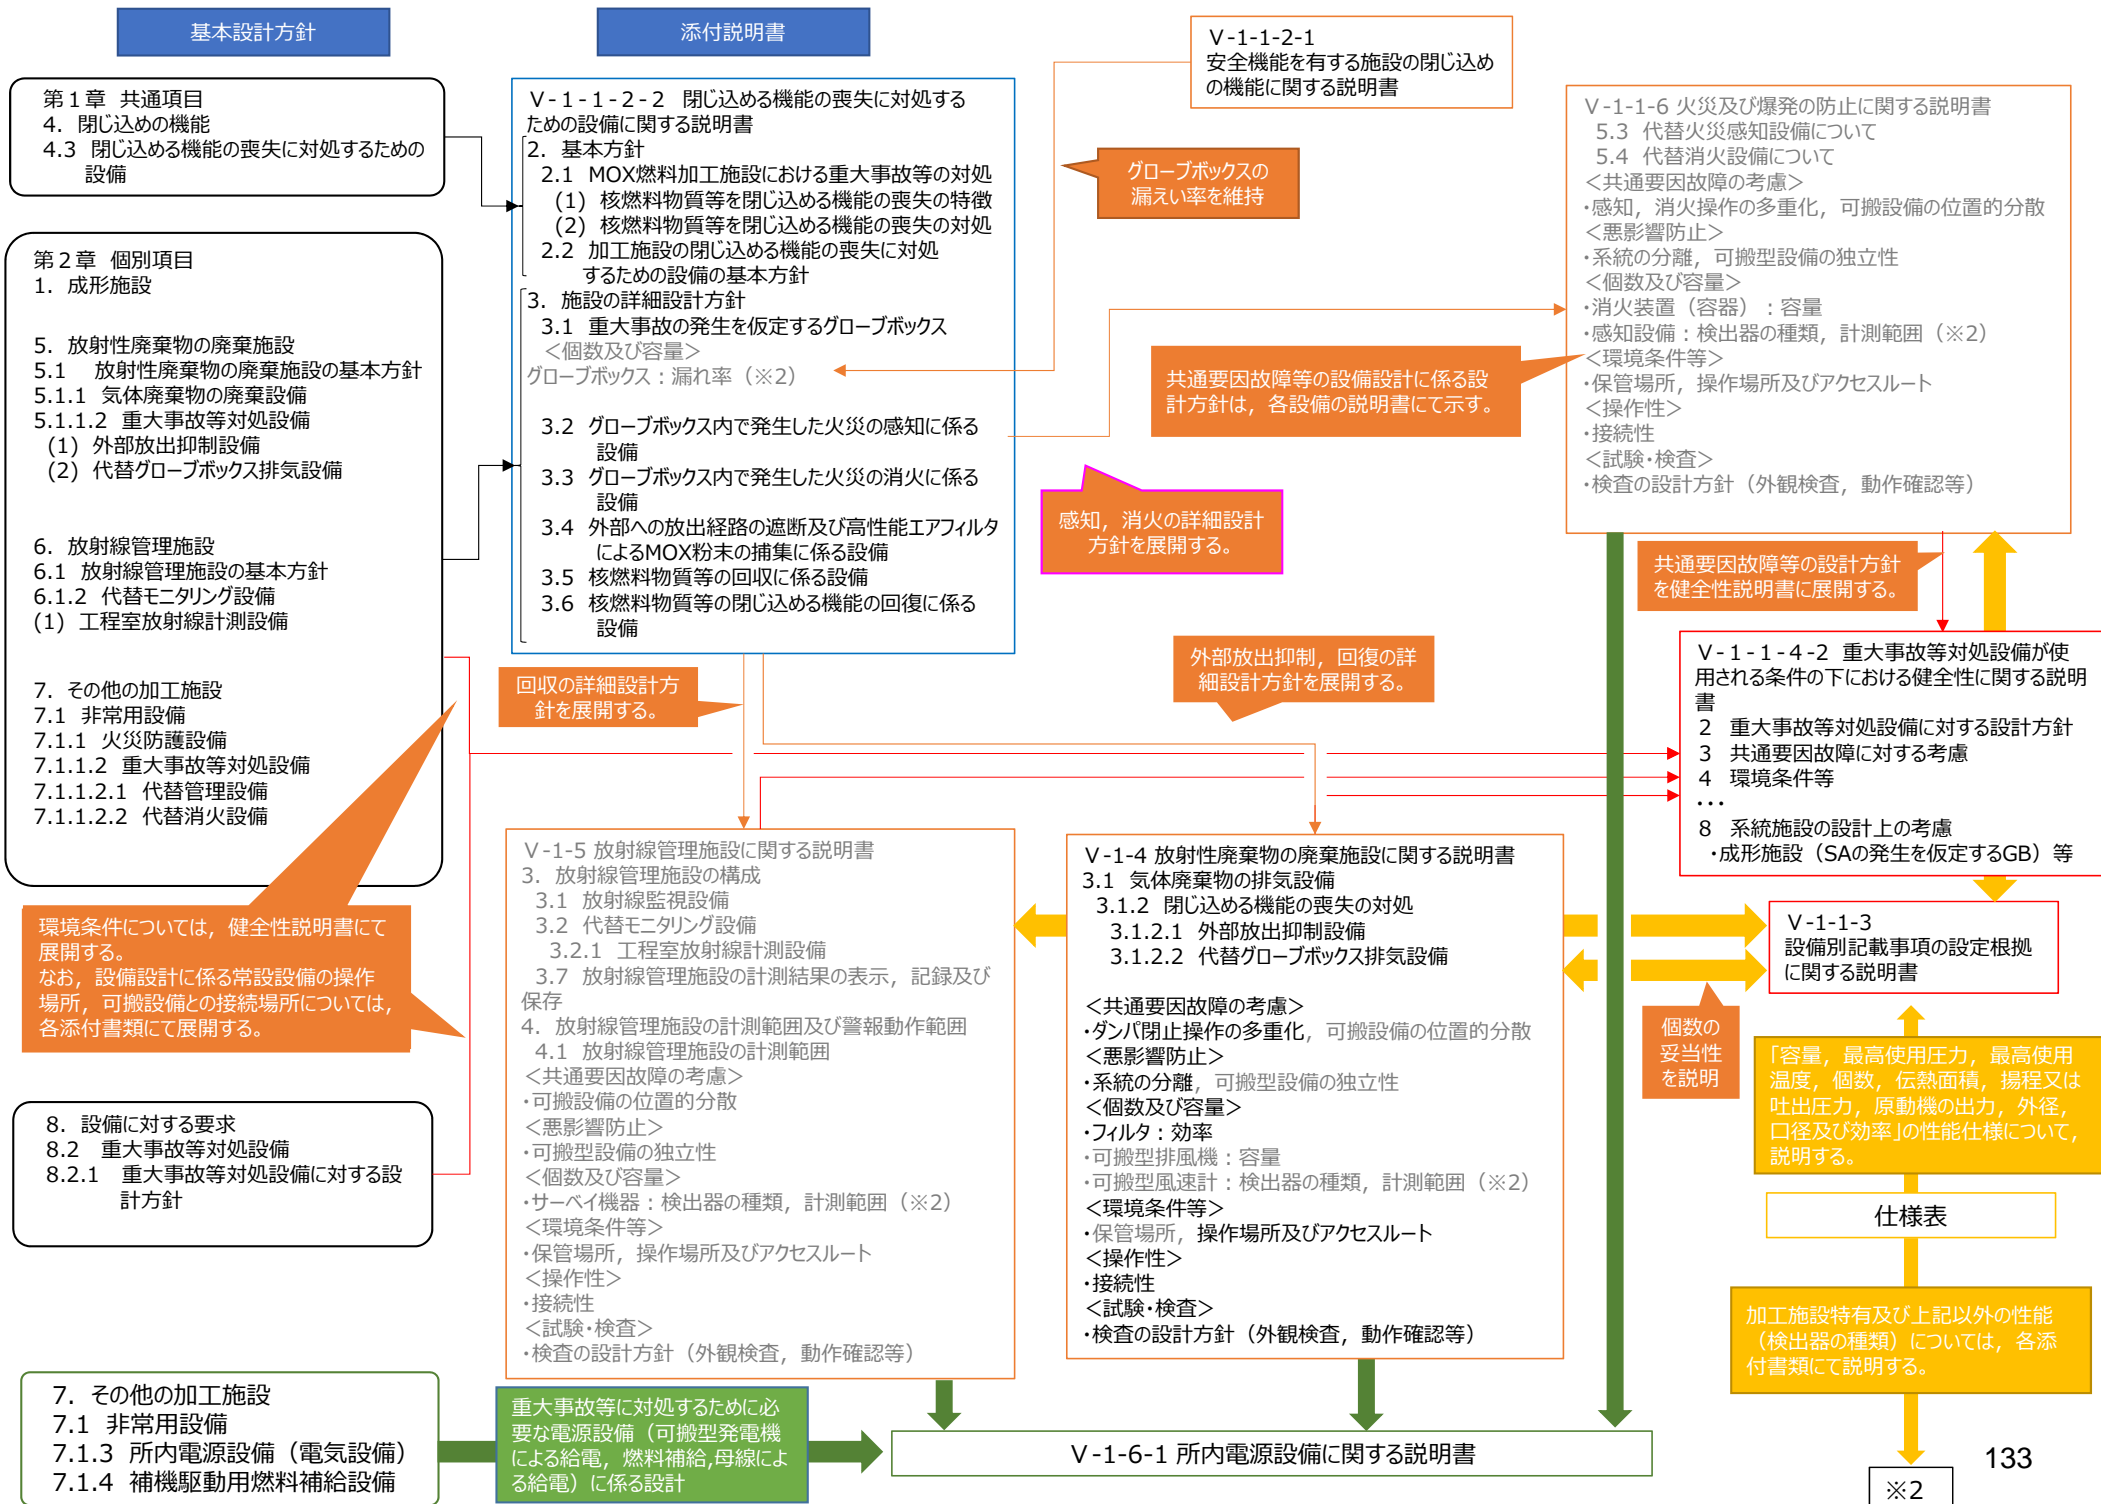 基本設計方針
添付説明書
第1章 共通項目
4. 閉じ込めの機能
4.3 閉じ込める機能の喪失に対処するための
設備
第2章 個別項目
1. 成形施設
5. 放射性廃棄物の廃棄施設
5.1 放射性廃棄物の廃棄施設の基本方針
5.1.1 気体廃棄物の廃棄設備
5.1.1.2 重大事故等対処設備
(1) 外部放出抑制設備
(2) 代替グローブボックス排気設備
6. 放射線管理施設
6.1 放射線管理施設の基本方針
6.1.2 代替モニタリング設備
(1) 工程室放射線計測設備
7. その他の加工施設
7.1 非常用設備
7.1.1 火災防護設備
7.1.1.2 重大事故等対処設備
7.1.1.2.1 代替管理設備
7.1.1.2.2 代替消火設備
環境条件については,健全性説明書にて
展開する。
なお,設備設計に係る常設設備の操作
場所,可搬設備との接続場所については,
各添付書類にて展開する。
8. 設備に対する要求
8.2 重大事故等対処設備
8.2.1 重大事故等対処設備に対する設
計方針
7. その他の加工施設
7.1 非常用設備
7.1.3 所内電源設備(電気設備)
7.1.4 補機駆動用燃料補給設備
重大事故等に対処するために必
要な電源設備(可搬型発電機
による給電,燃料補給,母線によ
る給電)に係る設計
V-1-1-2-2 閉じ込める機能の喪失に対処する
ための設備に関する説明書
2. 基本方針
2.1 MOX燃料加工施設における重大事故等の対処
(1) 核燃料物質等を閉じ込める機能の喪失の特徴
(2) 核燃料物質等を閉じ込める機能の喪失の対処
2.2 加工施設の閉じ込める機能の喪失に対処
するための設備の基本方針
3. 施設の詳細設計方針
3.1 重大事故の発生を仮定するグローブボックス
<個数及び容量>
グローブボックス:漏れ率(※2)
3.2 グローブボックス内で発生した火災の感知に係る
設備
3.3 グローブボックス内で発生した火災の消火に係る
設備
3.4 外部への放出経路の遮断及び高性能エアフィルタ
によるMOX粉末の捕集に係る設備
3.5 核燃料物質等の回収に係る設備
3.6 核燃料物質等の閉じ込める機能の回復に係る
設備
V-1-1-2-1
安全機能を有する施設の閉じ込め
の機能に関する説明書
グローブボックスの
漏えい率を維持
共通要因故障等の設備設計に係る設
計方針は,各設備の説明書にて示す。
感知,消火の詳細設計
方針を展開する。
回収の詳細設計方
針を展開する。
外部放出抑制,回復の詳
細設計方針を展開する。
V-1-1-6 火災及び爆発の防止に関する説明書
5.3 代替火災感知設備について
5.4 代替消火設備について
<共通要因故障の考慮>
・感知,消火操作の多重化,可搬設備の位置的分散
<悪影響防止>
・系統の分離,可搬型設備の独立性
<個数及び容量>
・消火装置(容器):容量
・感知設備:検出器の種類,計測範囲(※2)
<環境条件等>
・保管場所,操作場所及びアクセスルート
<操作性>
・接続性
<試験・検査>
・検査の設計方針(外観検査,動作確認等)
共通要因故障等の設計方針
を健全性説明書に展開する。
V-1-1-4-2 重大事故等対処設備が使
用される条件の下における健全性に関する説明
書
2 重大事故等対処設備に対する設計方針
3 共通要因故障に対する考慮
4 環境条件等
・・・
8 系統施設の設計上の考慮
・成形施設(SAの発生を仮定するGB)等
V-1-5 放射線管理施設に関する説明書
3. 放射線管理施設の構成
3.1 放射線監視設備
3.2 代替モニタリング設備
3.2.1 工程室放射線計測設備
3.7 放射線管理施設の計測結果の表示,記録及び
保存
4. 放射線管理施設の計測範囲及び警報動作範囲
4.1 放射線管理施設の計測範囲
<共通要因故障の考慮>
・可搬設備の位置的分散
<悪影響防止>
・可搬型設備の独立性
<個数及び容量>
・サーベイ機器:検出器の種類,計測範囲(※2)
<環境条件等>
・保管場所,操作場所及びアクセスルート
<操作性>
・接続性
<試験・検査>
・検査の設計方針(外観検査,動作確認等)
V-1-4 放射性廃棄物の廃棄施設に関する説明書
3.1 気体廃棄物の排気設備
3.1.2 閉じ込める機能の喪失の対処
3.1.2.1 外部放出抑制設備
3.1.2.2 代替グローブボックス排気設備
<共通要因故障の考慮>
・ダンパ閉止操作の多重化,可搬設備の位置的分散
<悪影響防止>
・系統の分離,可搬型設備の独立性
<個数及び容量>
・フィルタ:効率
・可搬型排風機:容量
・可搬型風速計:検出器の種類,計測範囲(※2)
<環境条件等>
・保管場所,操作場所及びアクセスルート
<操作性>
・接続性
<試験・検査>
・検査の設計方針(外観検査,動作確認等)
V-1-1-3
設備別記載事項の設定根拠
に関する説明書
個数の
妥当性
を説明
「容量,最高使用圧力,最高使用
温度,個数,伝熱面積,揚程又は
吐出圧力,原動機の出力,外径,
口径及び効率」の性能仕様について,
説明する。
仕様表
加工施設特有及び上記以外の性能
(検出器の種類)については,各添
付書類にて説明する。
V-1-6-1 所内電源設備に関する説明書
133
※2